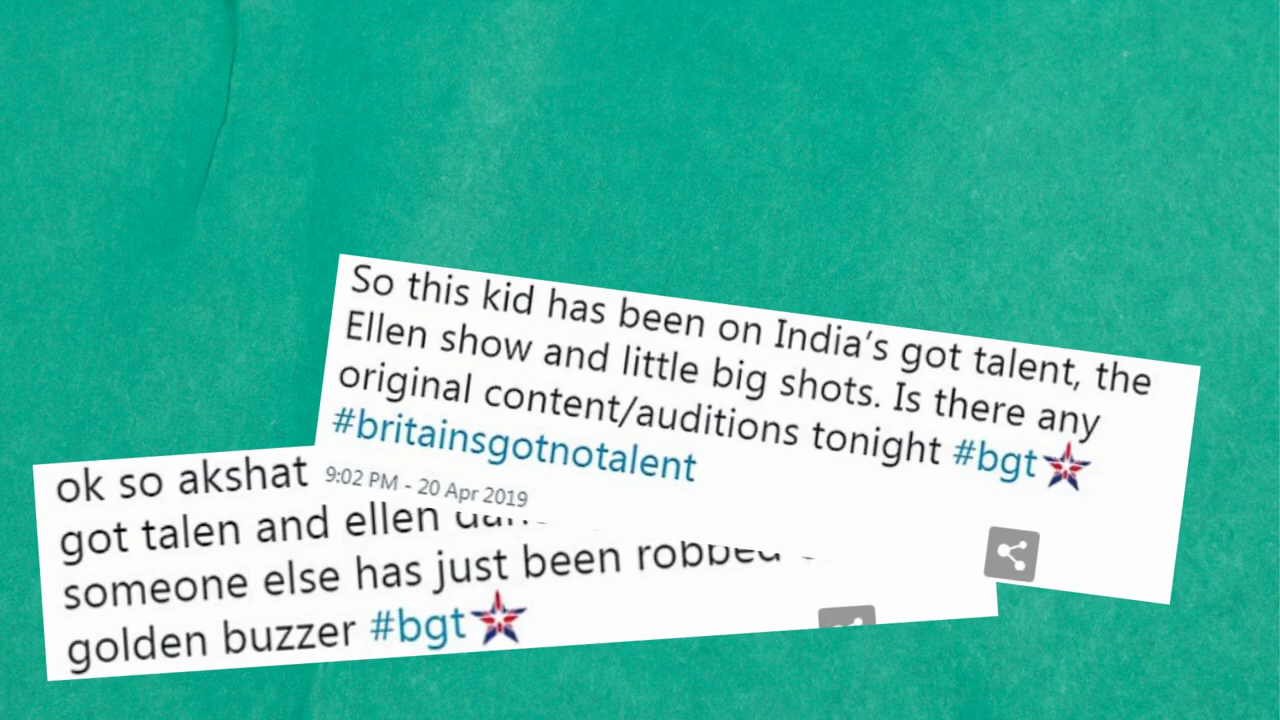 So this kid has been on India's got talent, the
Ellen show and little big shots. Is there any
original content/auditions tonight #bgt
#britainsgotnotalent
9:02 PM - 20 Apr 2019
ok so akshat
got talen and ellen
someone else has just been robbed
golden buzzer #bgt